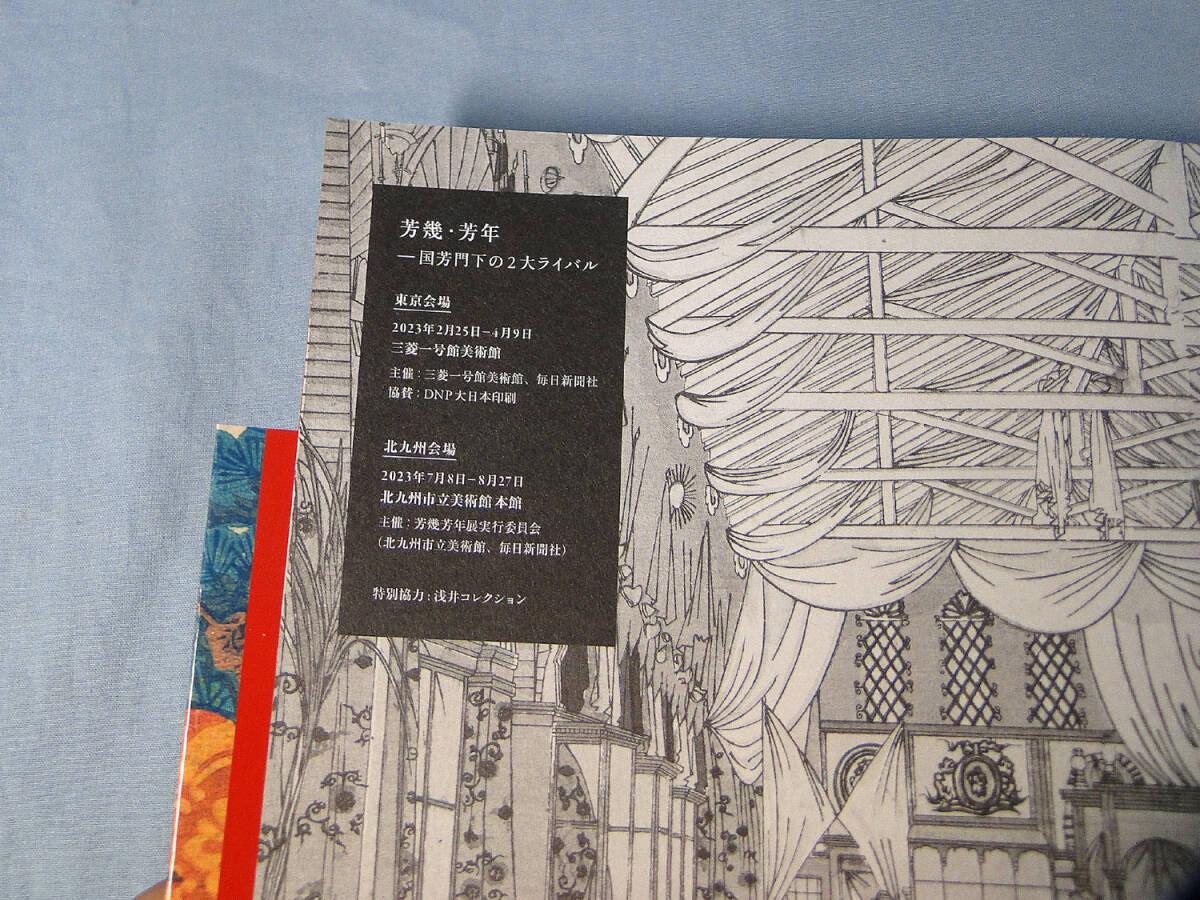 芳幾・芳年
―国芳門下の2大ライバル
東京会場
2023年2月25日–4月9日
三菱一号館美術館
主催：三菱一号館美術館、毎日新聞社
協賛：DNP大日本印刷
北九州会場
2023年7月8日–8月27日
北九州市立美術館 本館
主催：芳幾芳年展実行委員会
（北九州市立美術館、毎日新聞社）
特別協力：浅井コレクション